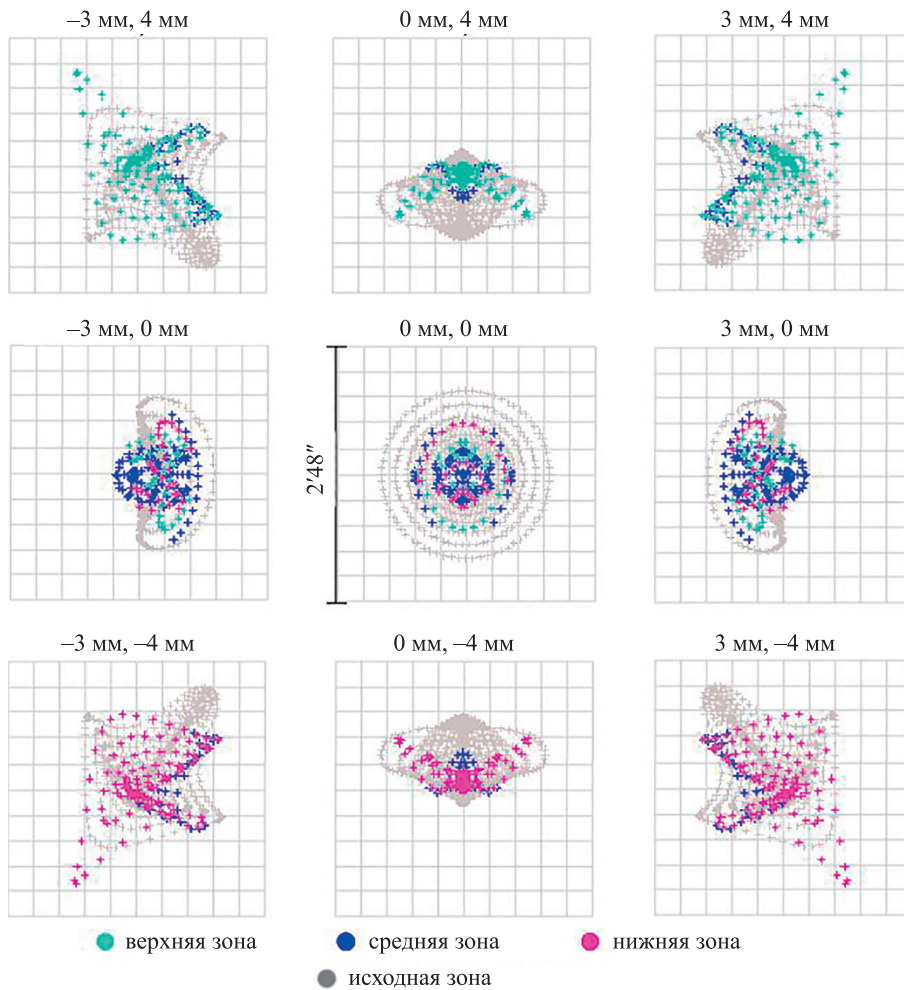 –3 мм, 4 мм 0 мм, 4 мм 3 мм, 4 мм
–3 мм, 0 мм 0 мм, 0 мм 3 мм, 0 мм
2′48″
–3 мм, –4 мм 0 мм, –4 мм 3 мм, –4 мм
верхняя зона средняя зона нижняя зона
исходная зона